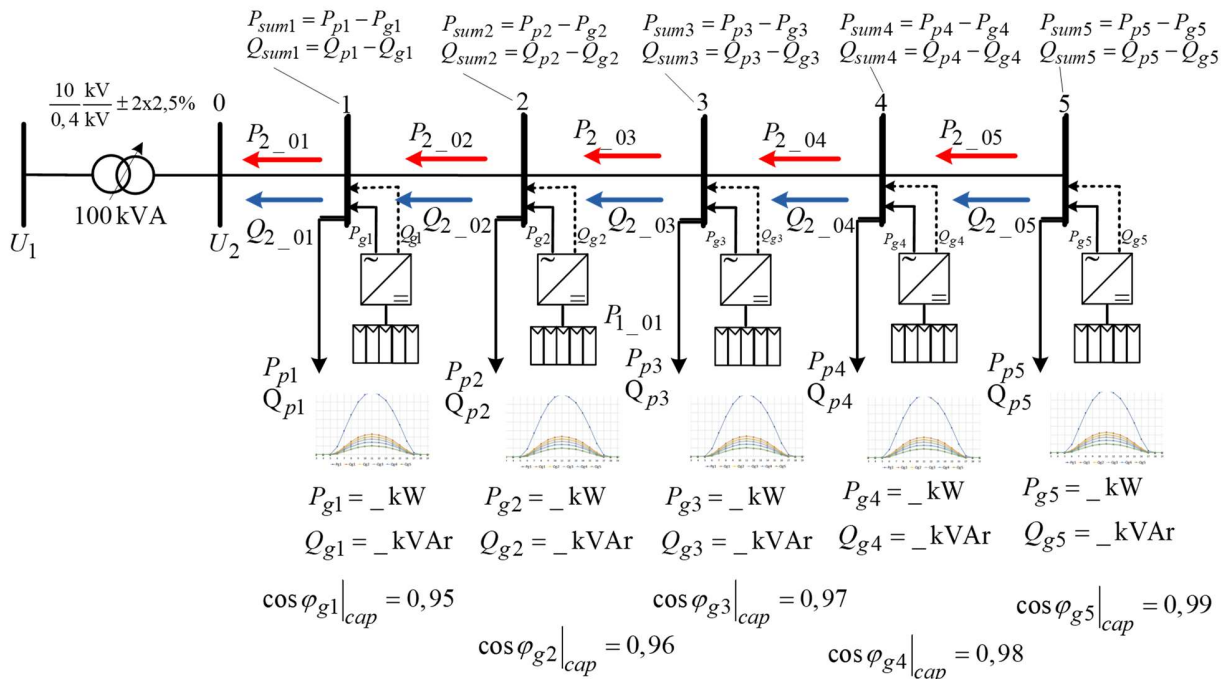 P_sum1 = P_p1 − P_g1
Q_sum1 = Q_p1 − Q_g1
P_sum2 = P_p2 − P_g2
Q_sum2 = Q_p2 − Q_g2
P_sum3 = P_p3 − P_g3
Q_sum3 = Q_p3 − Q_g3
P_sum4 = P_p4 − P_g4
Q_sum4 = Q_p4 − Q_g4
P_sum5 = P_p5 − P_g5
Q_sum5 = Q_p5 − Q_g5
10/0,4 kV/kV ± 2x2,5%
0
1
2
3
4
5
P_2_01
P_2_02
P_2_03
P_2_04
P_2_05
100 kVA
U_1
U_2
Q_2_01
Q_2_02
Q_2_03
Q_2_04
Q_2_05
P_g1
Q_g1
P_g2
Q_g2
P_g3
Q_g3
P_g4
Q_g4
P_g5
Q_g5
~
~
~
~
~
P_1_01
P_p1
Q_p1
P_p2
Q_p2
P_p3
Q_p3
P_p4
Q_p4
P_p5
Q_p5
P_g1 = _ kW
Q_g1 = _ kVAr
P_g2 = _ kW
Q_g2 = _ kVAr
P_g3 = _ kW
Q_g3 = _ kVAr
P_g4 = _ kW
Q_g4 = _ kVAr
P_g5 = _ kW
Q_g5 = _ kVAr
cos φ_g1|cap = 0,95
cos φ_g2|cap = 0,96
cos φ_g3|cap = 0,97
cos φ_g4|cap = 0,98
cos φ_g5|cap = 0,99